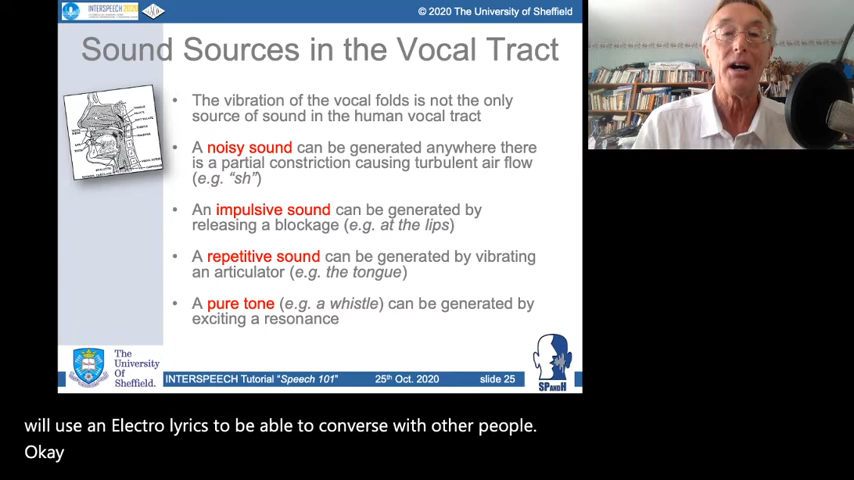 INTERSPEECH 2020
© 2020 The University of Sheffield
Sound Sources in the Vocal Tract
• The vibration of the vocal folds is not the only
source of sound in the human vocal tract
• A noisy sound can be generated anywhere there
is a partial constriction causing turbulent air flow
(e.g. “sh”)
• An impulsive sound can be generated by
releasing a blockage (e.g. at the lips)
• A repetitive sound can be generated by vibrating
an articulator (e.g. the tongue)
• A pure tone (e.g. a whistle) can be generated by
exciting a resonance
The
University
Of
Sheffield.
INTERSPEECH Tutorial “Speech 101”
25th Oct. 2020
slide 25
SPandH
will use an Electro lyrics to be able to converse with other people.
Okay